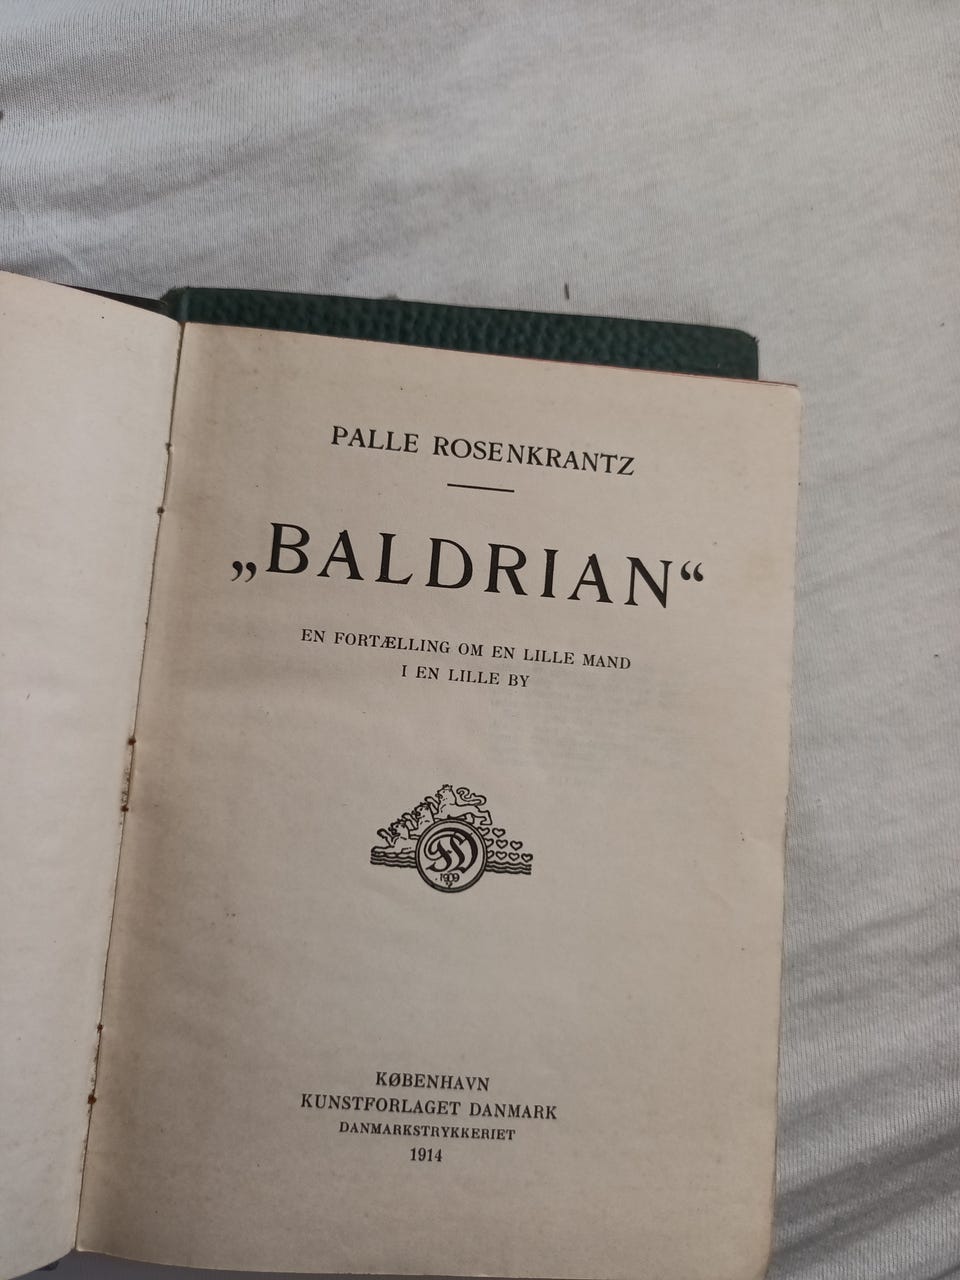 PALLE ROSENKRANTZ
„BALDRIAN“
EN FORTÆLLING OM EN LILLE MAND
I EN LILLE BY
1909
KØBENHAVN
KUNSTFORLAGET DANMARK
DANMARKSTRYKKERIET
1914